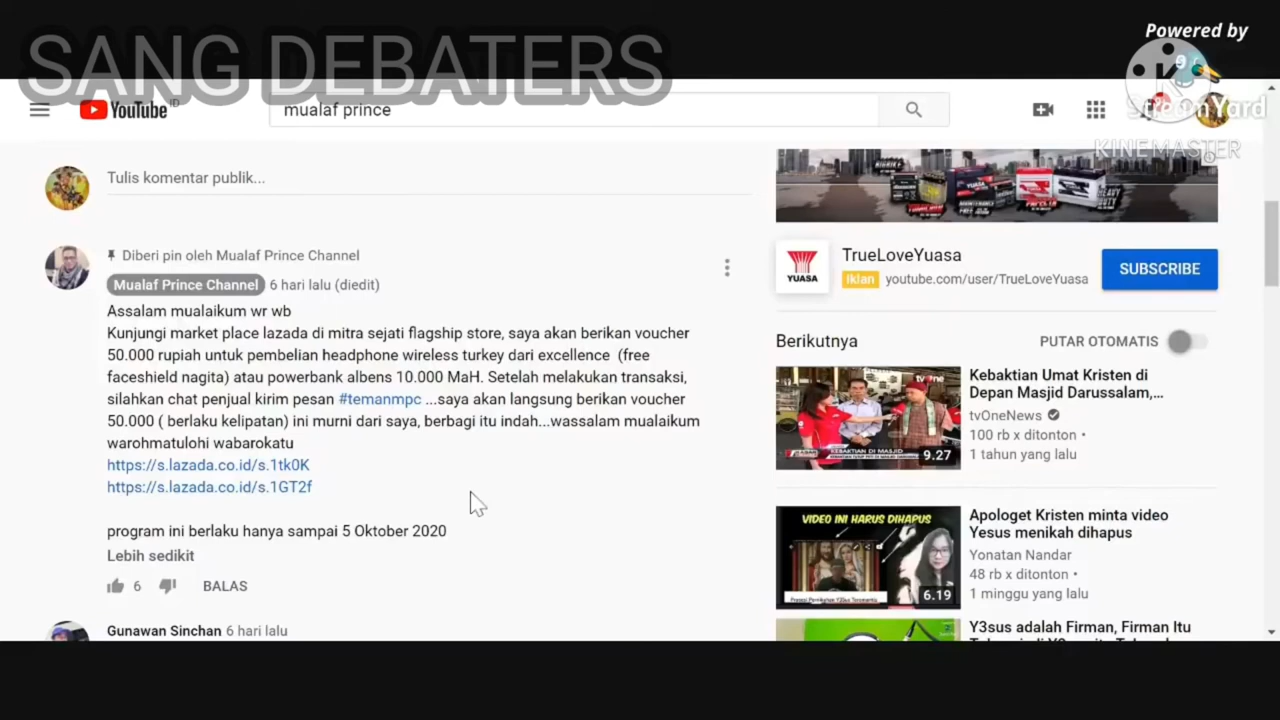 Powered by
SANG DEBATERS
StreamYard
KINEMASTER
YouTube ID
mualaf prince
Tulis komentar publik...
Diberi pin oleh Mualaf Prince Channel
Mualaf Prince Channel 6 hari lalu (diedit)
Assalam mualaikum wr wb
Kunjungi market place lazada di mitra sejati flagship store, saya akan berikan voucher
50.000 rupiah untuk pembelian headphone wireless turkey dari excellence (free
faceshield nagita) atau powerbank albens 10.000 MaH. Setelah melakukan transaksi,
silahkan chat penjual kirim pesan #temanmpc ...saya akan langsung berikan voucher
50.000 ( berlaku kelipatan) ini murni dari saya, berbagi itu indah...wassalam mualaikum
warohmatulohi wabarokatu
https://s.lazada.co.id/s.1tk0K
https://s.lazada.co.id/s.1GT2f
program ini berlaku hanya sampai 5 Oktober 2020
Lebih sedikit
6 BALAS
Gunawan Sinchan 6 hari lalu
YUASA
TrueLoveYuasa
Iklan youtube.com/user/TrueLoveYuasa
SUBSCRIBE
Berikutnya
PUTAR OTOMATIS
tvOne
KEBAKTIAN DI MASJID
9.27
Kebaktian Umat Kristen di
Depan Masjid Darussalam,...
tvOneNews
100 rb x ditonton •
1 tahun yang lalu
VIDEO INI HARUS DIHAPUS
6.19
Apologet Kristen minta video
Yesus menikah dihapus
Yonatan Nandar
48 rb x ditonton •
1 minggu yang lalu
Y3sus adalah Firman, Firman Itu